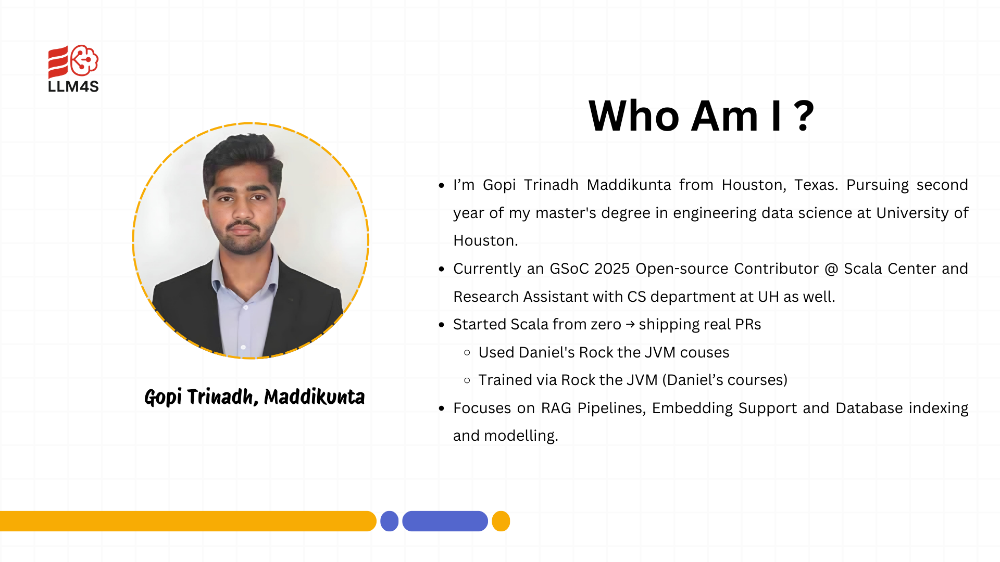 LLM4S
Who Am I ?
Gopi Trinadh, Maddikunta
• I’m Gopi Trinadh Maddikunta from Houston, Texas. Pursuing second
year of my master's degree in engineering data science at University of
Houston.
• Currently an GSoC 2025 Open-source Contributor @ Scala Center and
Research Assistant with CS department at UH as well.
• Started Scala from zero → shipping real PRs
◦ Used Daniel's Rock the JVM couses
◦ Trained via Rock the JVM (Daniel’s courses)
• Focuses on RAG Pipelines, Embedding Support and Database indexing
and modelling.